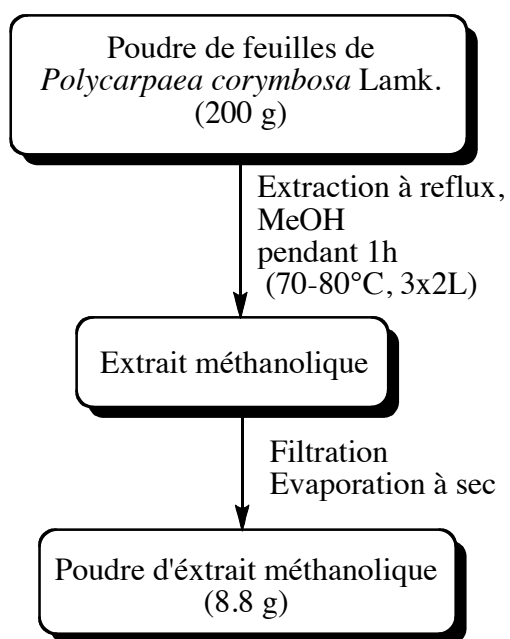 Poudre de feuilles de
Polycarpaea corymbosa Lamk.
(200 g)
Extraction à reflux,
MeOH
pendant 1h
(70-80°C, 3x2L)
Extrait méthanolique
Filtration
Evaporation à sec
Poudre d'éxtrait méthanolique
(8.8 g)